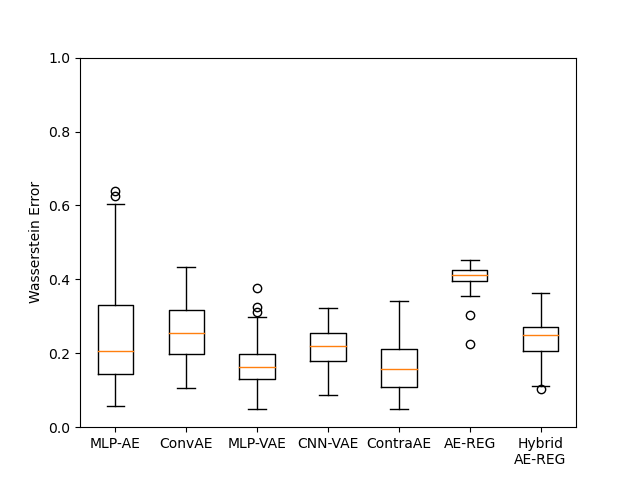 1.0
0.8
0.6
0.4
0.2
0.0
Wasserstein Error
MLP-AE
ConvAE
MLP-VAE
CNN-VAE
ContraAE
AE-REG
Hybrid
AE-REG